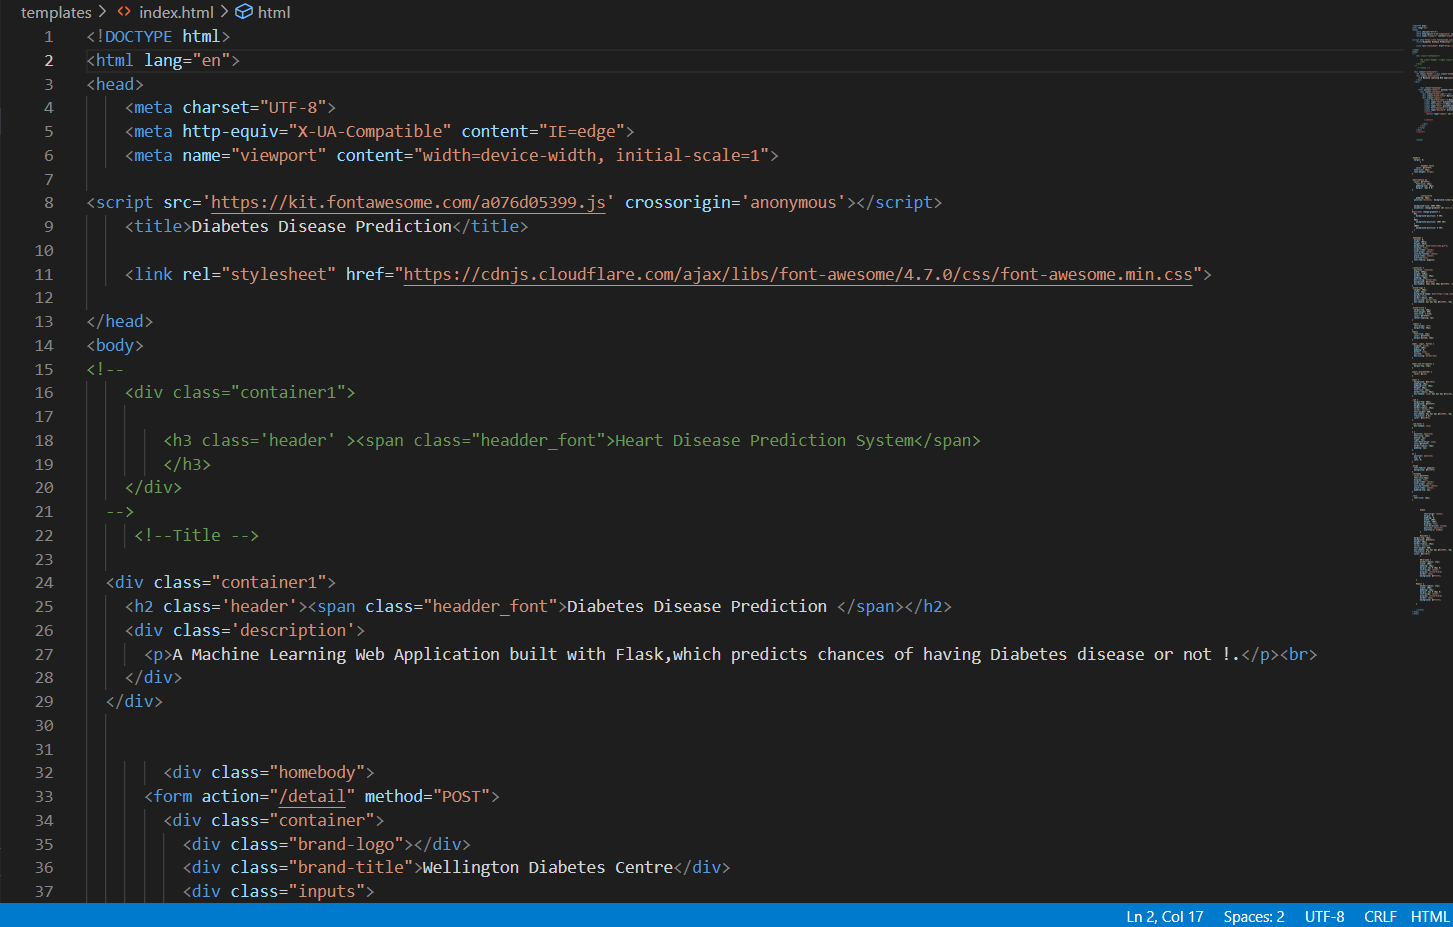 templates > index.html > html
1 <!DOCTYPE html>
2 <html lang="en">
3 <head>
4     <meta charset="UTF-8">
5     <meta http-equiv="X-UA-Compatible" content="IE=edge">
6     <meta name="viewport" content="width=device-width, initial-scale=1">
7
8 <script src='https://kit.fontawesome.com/a076d05399.js' crossorigin='anonymous'></script>
9     <title>Diabetes Disease Prediction</title>
10
11     <link rel="stylesheet" href="https://cdnjs.cloudflare.com/ajax/libs/font-awesome/4.7.0/css/font-awesome.min.css">
12
13 </head>
14 <body>
15 <!--
16     <div class="container1">
17
18         <h3 class='header' ><span class="headder_font">Heart Disease Prediction System</span>
19         </h3>
20     </div>
21   -->
22      <!--Title -->
23
24   <div class="container1">
25     <h2 class='header'><span class="headder_font">Diabetes Disease Prediction </span></h2>
26     <div class='description'>
27       <p>A Machine Learning Web Application built with Flask,which predicts chances of having Diabetes disease or not !.</p><br>
28     </div>
29   </div>
30
31
32         <div class="homebody">
33       <form action="/detail" method="POST">
34         <div class="container">
35           <div class="brand-logo"></div>
36           <div class="brand-title">Wellington Diabetes Centre</div>
37           <div class="inputs">
Ln 2, Col 17 Spaces: 2 UTF-8 CRLF HTML